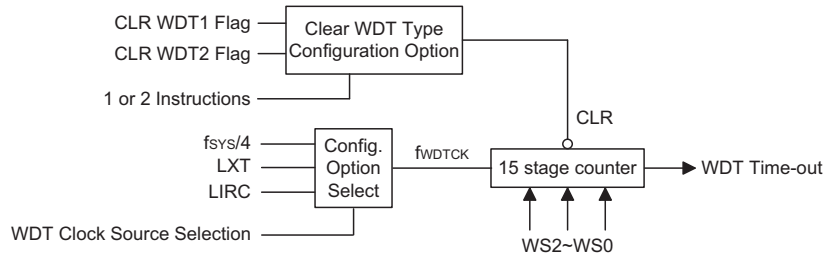 CLR WDT1 Flag
CLR WDT2 Flag
Clear WDT Type
Configuration Option
1 or 2 Instructions
CLR
fSYS/4
LXT
LIRC
Config.
Option
Select
fWDTCK
15 stage counter
WDT Time-out
WDT Clock Source Selection
WS2~WS0